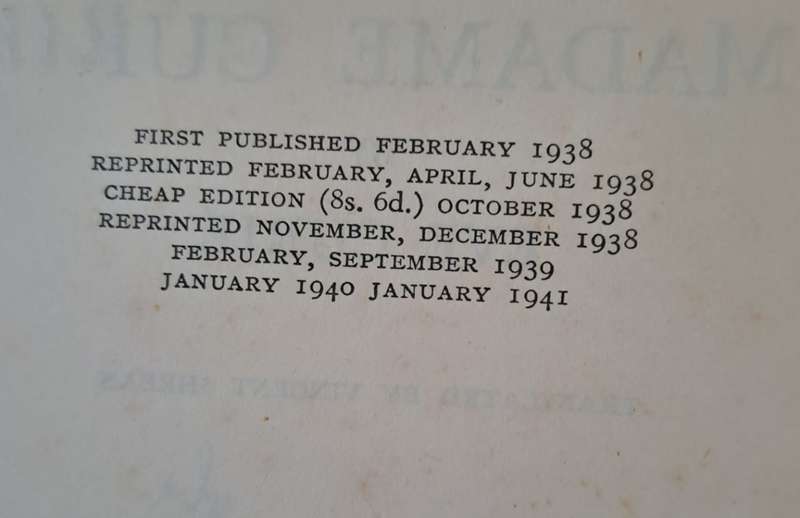 FIRST PUBLISHED FEBRUARY 1938
REPRINTED FEBRUARY, APRIL, JUNE 1938
CHEAP EDITION (8s. 6d.) OCTOBER 1938
REPRINTED NOVEMBER, DECEMBER 1938
FEBRUARY, SEPTEMBER 1939
JANUARY 1940 JANUARY 1941